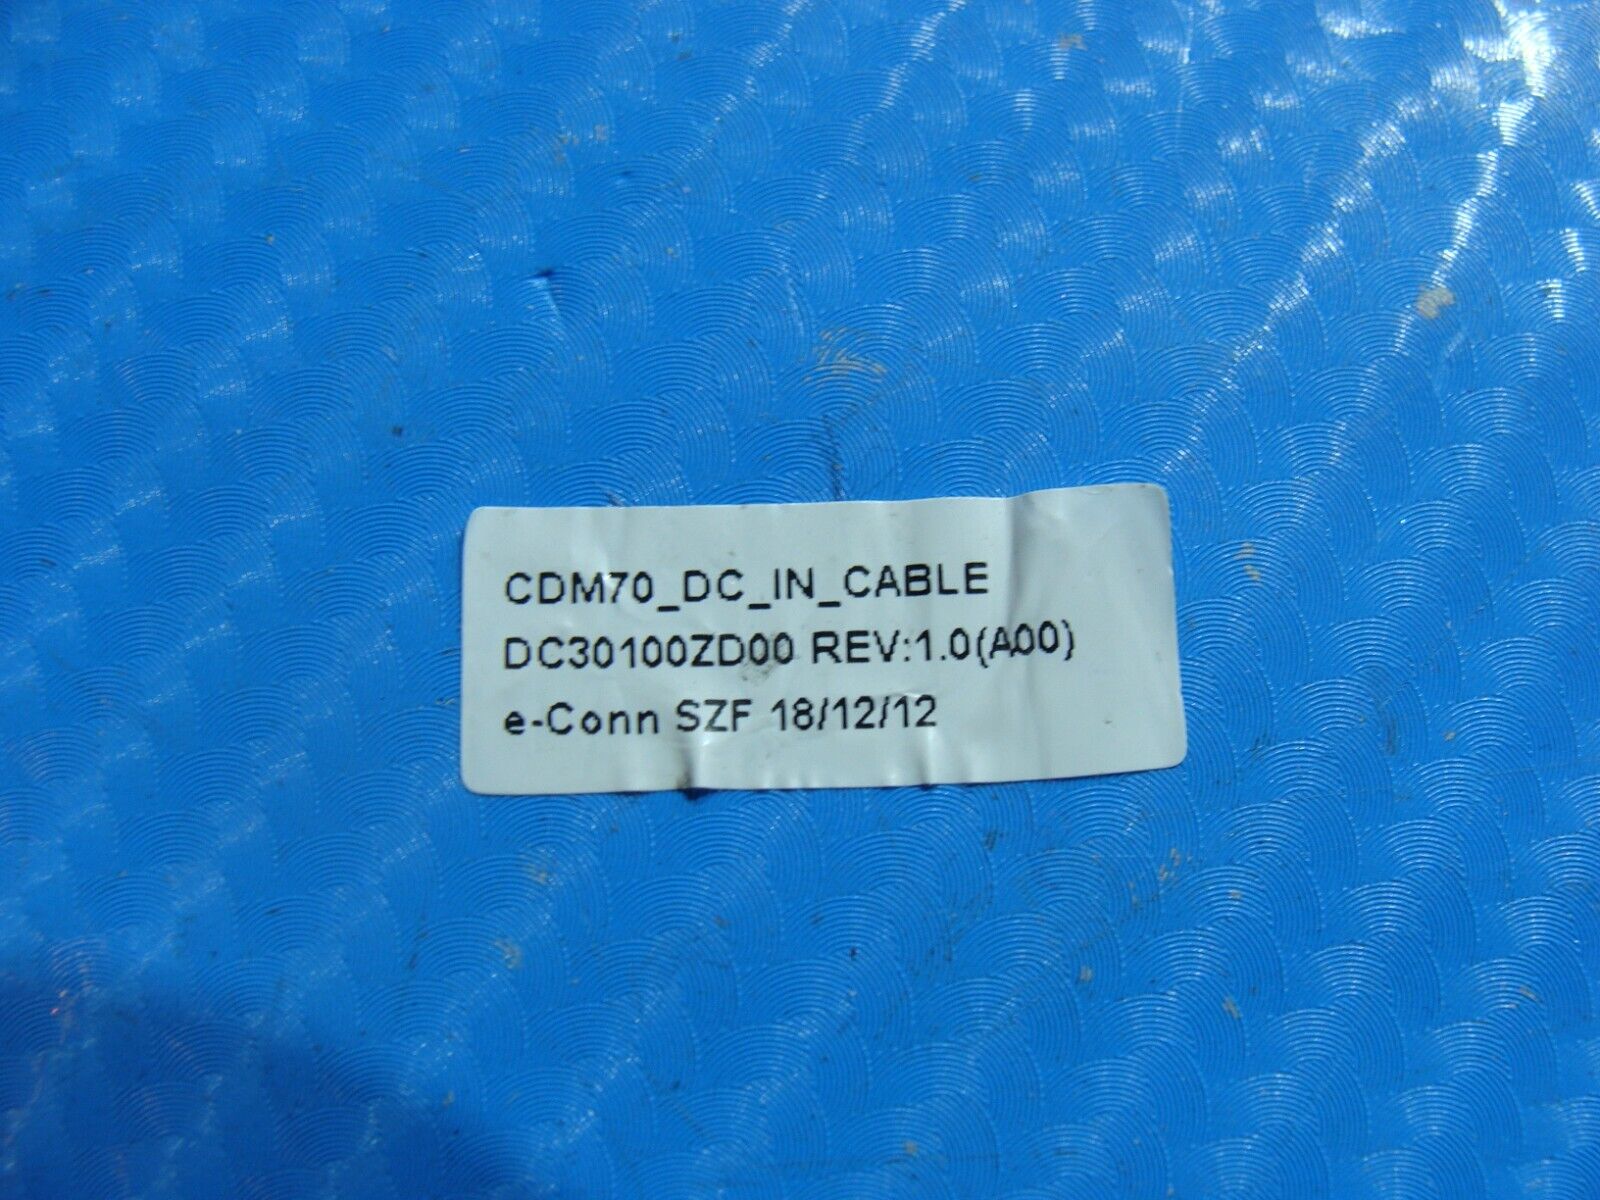 CDM70_DC_IN_CABLE
DC30100ZD00 REV:1.0(A00)
e-Conn SZF 18/12/12